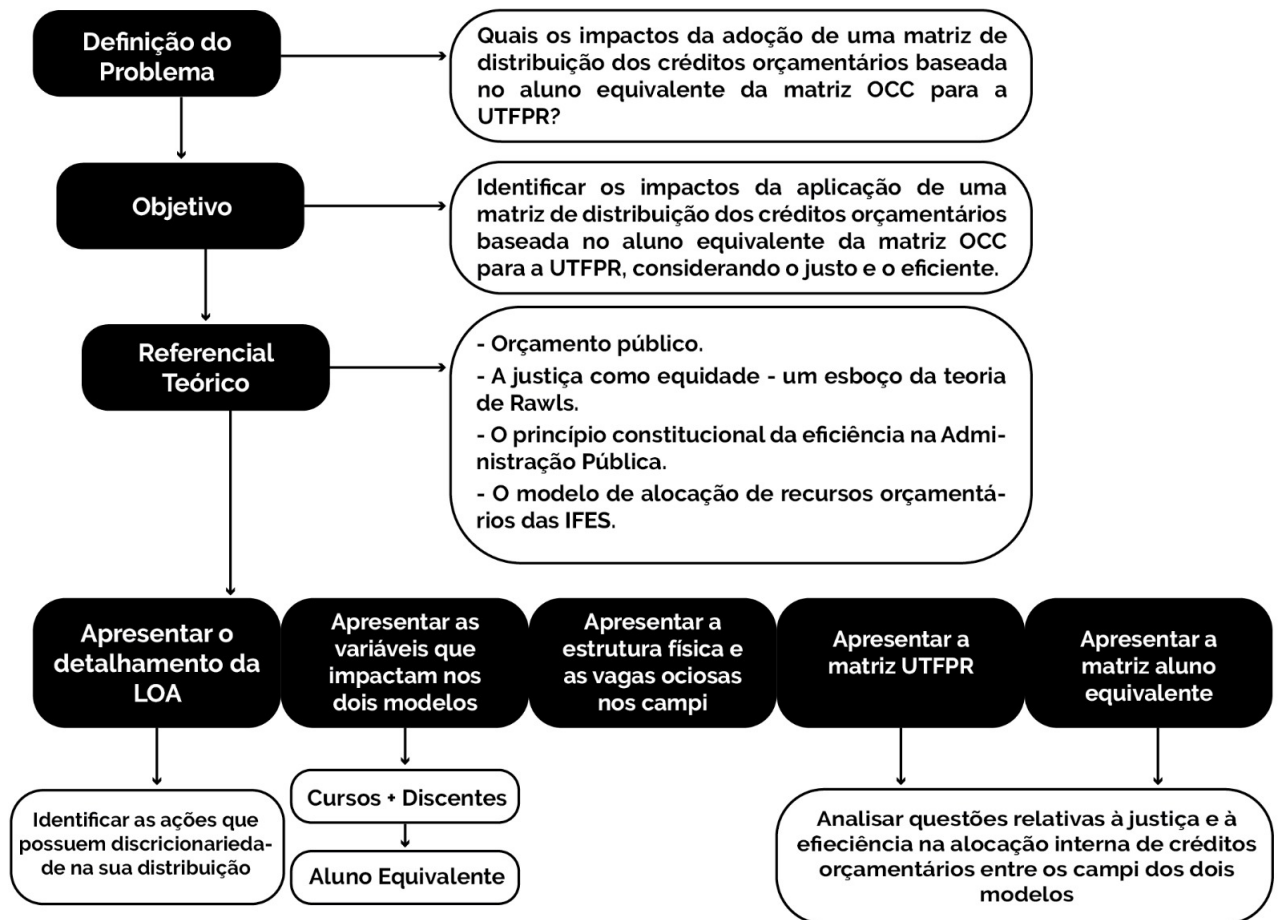 Definição do
Problema
Quais os impactos da adoção de uma matriz de
distribuição dos créditos orçamentários baseada
no aluno equivalente da matriz OCC para a
UTFPR?
Objetivo
Identificar os impactos da aplicação de uma
matriz de distribuição dos créditos orçamentários
baseada no aluno equivalente da matriz OCC
para a UTFPR, considerando o justo e o eficiente.
Referencial
Teórico
- Orçamento público.
- A justiça como equidade - um esboço da teoria
de Rawls.
- O princípio constitucional da eficiência na Admi-
nistração Pública.
- O modelo de alocação de recursos orçamentá-
rios das IFES.
Apresentar o
detalhamento da
LOA
Apresentar as
variáveis que
impactam nos
dois modelos
Apresentar a
estrutura física e
as vagas ociosas
nos campi
Apresentar a
matriz UTFPR
Apresentar a
matriz aluno
equivalente
Identificar as ações que
possuem discricionarieda-
de na sua distribuição
Cursos + Discentes
Aluno Equivalente
Analisar questões relativas à justiça e à
efieciência na alocação interna de créditos
orçamentários entre os campi dos dois
modelos